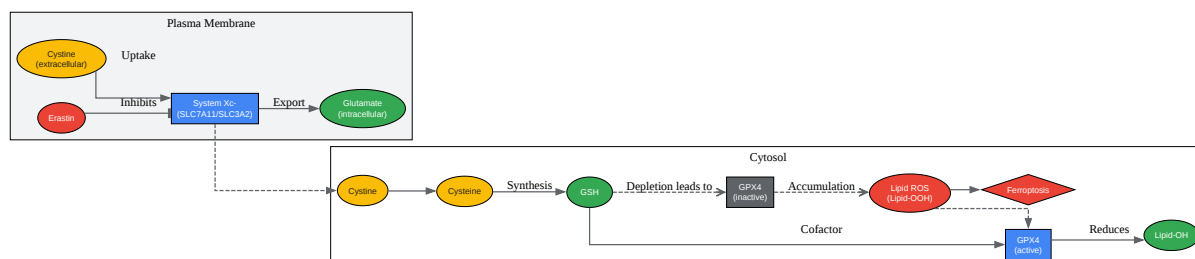 Plasma Membrane
Cystine
(extracellular)
Uptake
Erastin
Inhibits
System Xc-
(SLC7A11/SLC3A2)
Export
Glutamate
(intracellular)
Cytosol
Cystine
Cysteine
Synthesis
GSH
Depletion leads to
GPX4
(inactive)
Accumulation
Lipid ROS
(Lipid-OOH)
Ferroptosis
Cofactor
GPX4
(active)
Reduces
Lipid-OH